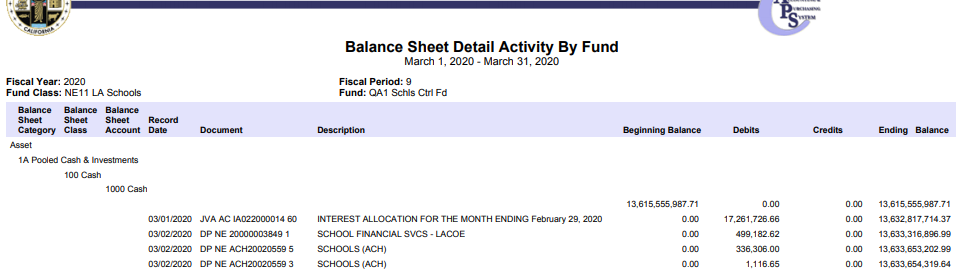 CALIFORNIA
PURCHASING
SYSTEM
Balance Sheet Detail Activity By Fund
March 1, 2020 - March 31, 2020
Fiscal Year: 2020 Fiscal Period: 9
Fund Class: NE11 LA Schools Fund: QA1 Schls Ctrl Fd
Balance Balance Balance
Sheet Sheet Sheet Record
Category Class Account Date Document Description Beginning Balance Debits Credits Ending Balance
Asset
1A Pooled Cash & Investments
100 Cash
1000 Cash
13,615,555,987.71 0.00 0.00 13,615,555,987.71
03/01/2020 JVA AC IA022000014 60 INTEREST ALLOCATION FOR THE MONTH ENDING February 29, 2020 0.00 17,261,726.66 0.00 13,632,817,714.37
03/02/2020 DP NE 20000003849 1 SCHOOL FINANCIAL SVCS - LACOE 0.00 499,182.62 0.00 13,633,316,896.99
03/02/2020 DP NE ACH20200559 5 SCHOOLS (ACH) 0.00 336,306.00 0.00 13,633,653,202.99
03/02/2020 DP NE ACH20200559 3 SCHOOLS (ACH) 0.00 1,116.65 0.00 13,633,654,319.64